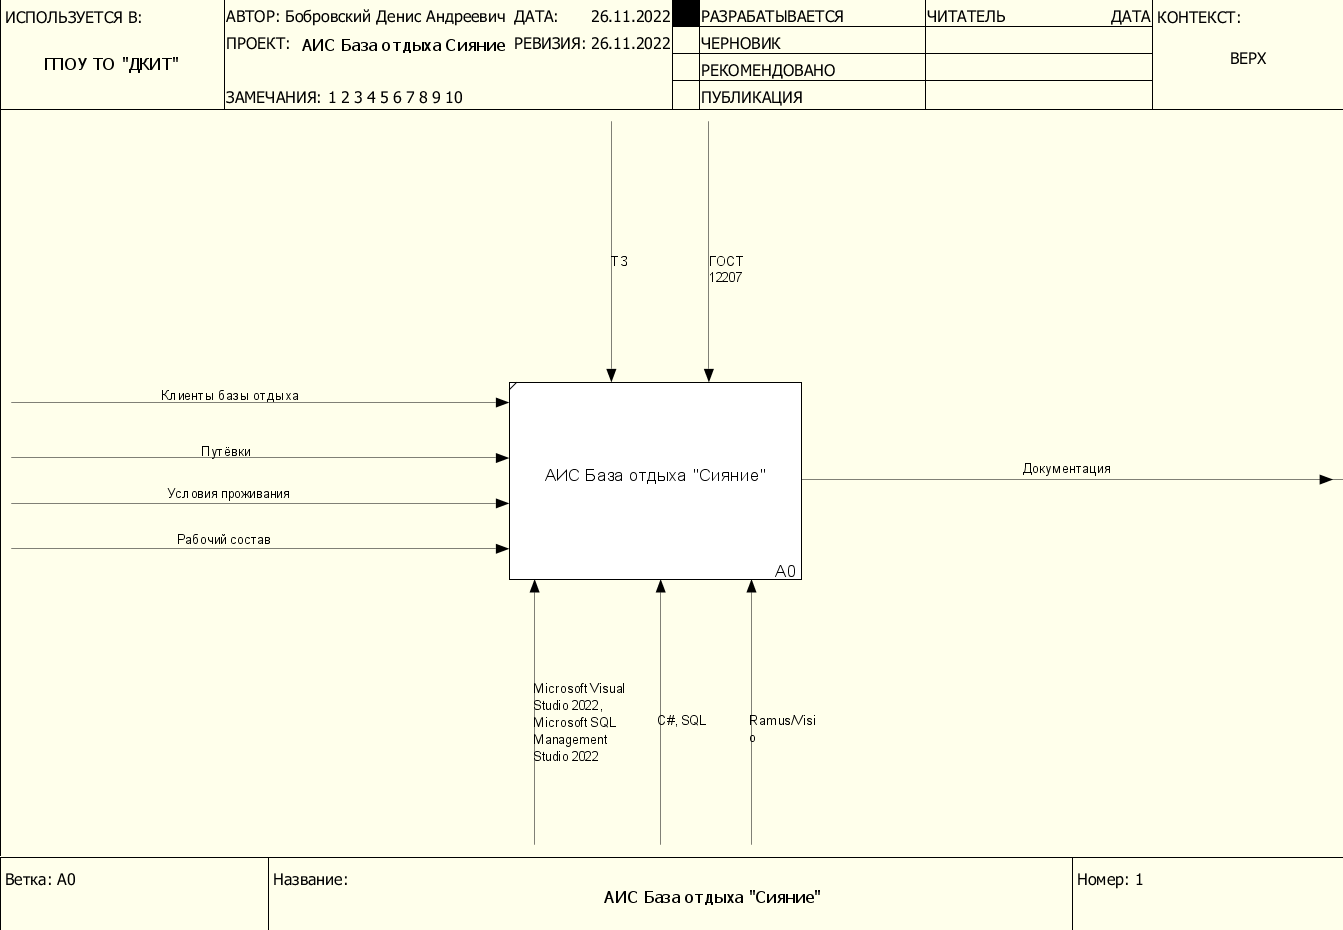 ИСПОЛЬЗУЕТСЯ В:
ГПОУ ТО "ДКИТ"
АВТОР: Бобровский Денис Андреевич ДАТА: 26.11.2022
ПРОЕКТ: АИС База отдыха Сияние РЕВИЗИЯ: 26.11.2022
ЗАМЕЧАНИЯ: 1 2 3 4 5 6 7 8 9 10
РАЗРАБАТЫВАЕТСЯ
ЧЕРНОВИК
РЕКОМЕНДОВАНО
ПУБЛИКАЦИЯ
ЧИТАТЕЛЬ ДАТА
КОНТЕКСТ:
ВЕРХ
ТЗ
ГОСТ
12207
Клиенты базы отдыха
Путёвки
Условия проживания
Рабочий состав
АИС База отдыха "Сияние"
A0
Документация
Microsoft Visual
Studio 2022,
Microsoft SQL
Management
Studio 2022
C#, SQL
Ramus/Visi
o
Ветка: A0
Название:
АИС База отдыха "Сияние"
Номер: 1